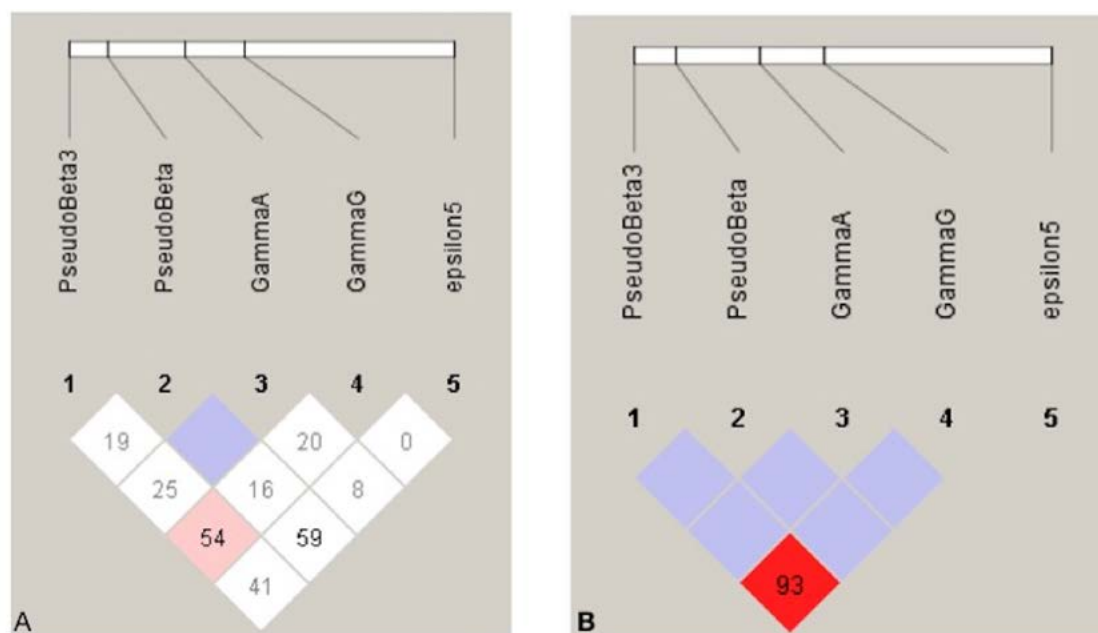 PseudoBeta3
PseudoBeta
GammaA
GammaG
epsilon5
1 2 3 4 5
19 20 0
25 16 8
54 59
41
A
PseudoBeta3
PseudoBeta
GammaA
GammaG
epsilon5
1 2 3 4 5
93
B